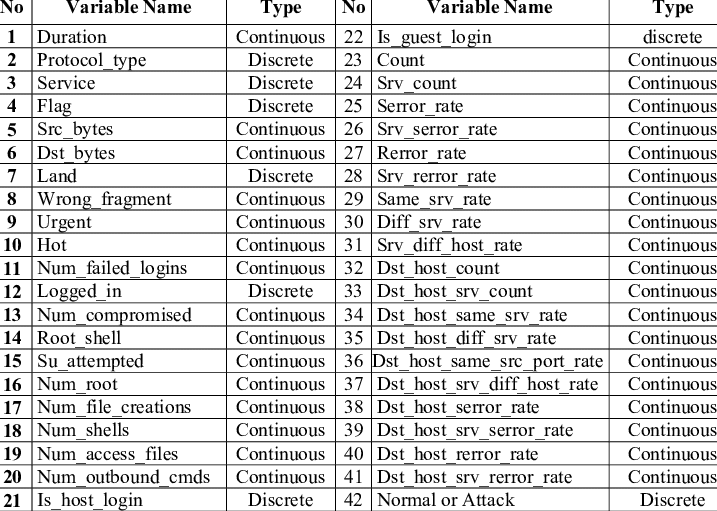 No Variable Name Type No Variable Name Type
1 Duration Continuous 22 Is_guest_login discrete
2 Protocol_type Discrete 23 Count Continuous
3 Service Discrete 24 Srv_count Continuous
4 Flag Discrete 25 Serror_rate Continuous
5 Src_bytes Continuous 26 Srv_serror_rate Continuous
6 Dst_bytes Continuous 27 Rerror_rate Continuous
7 Land Discrete 28 Srv_rerror_rate Continuous
8 Wrong_fragment Continuous 29 Same_srv_rate Continuous
9 Urgent Continuous 30 Diff_srv_rate Continuous
10 Hot Continuous 31 Srv_diff_host_rate Continuous
11 Num_failed_logins Continuous 32 Dst_host_count Continuous
12 Logged_in Discrete 33 Dst_host_srv_count Continuous
13 Num_compromised Continuous 34 Dst_host_same_srv_rate Continuous
14 Root_shell Continuous 35 Dst_host_diff_srv_rate Continuous
15 Su_attempted Continuous 36 Dst_host_same_src_port_rate Continuous
16 Num_root Continuous 37 Dst_host_srv_diff_host_rate Continuous
17 Num_file_creations Continuous 38 Dst_host_serror_rate Continuous
18 Num_shells Continuous 39 Dst_host_srv_serror_rate Continuous
19 Num_access_files Continuous 40 Dst_host_rerror_rate Continuous
20 Num_outbound_cmds Continuous 41 Dst_host_srv_rerror_rate Continuous
21 Is_host_login Discrete 42 Normal or Attack Discrete